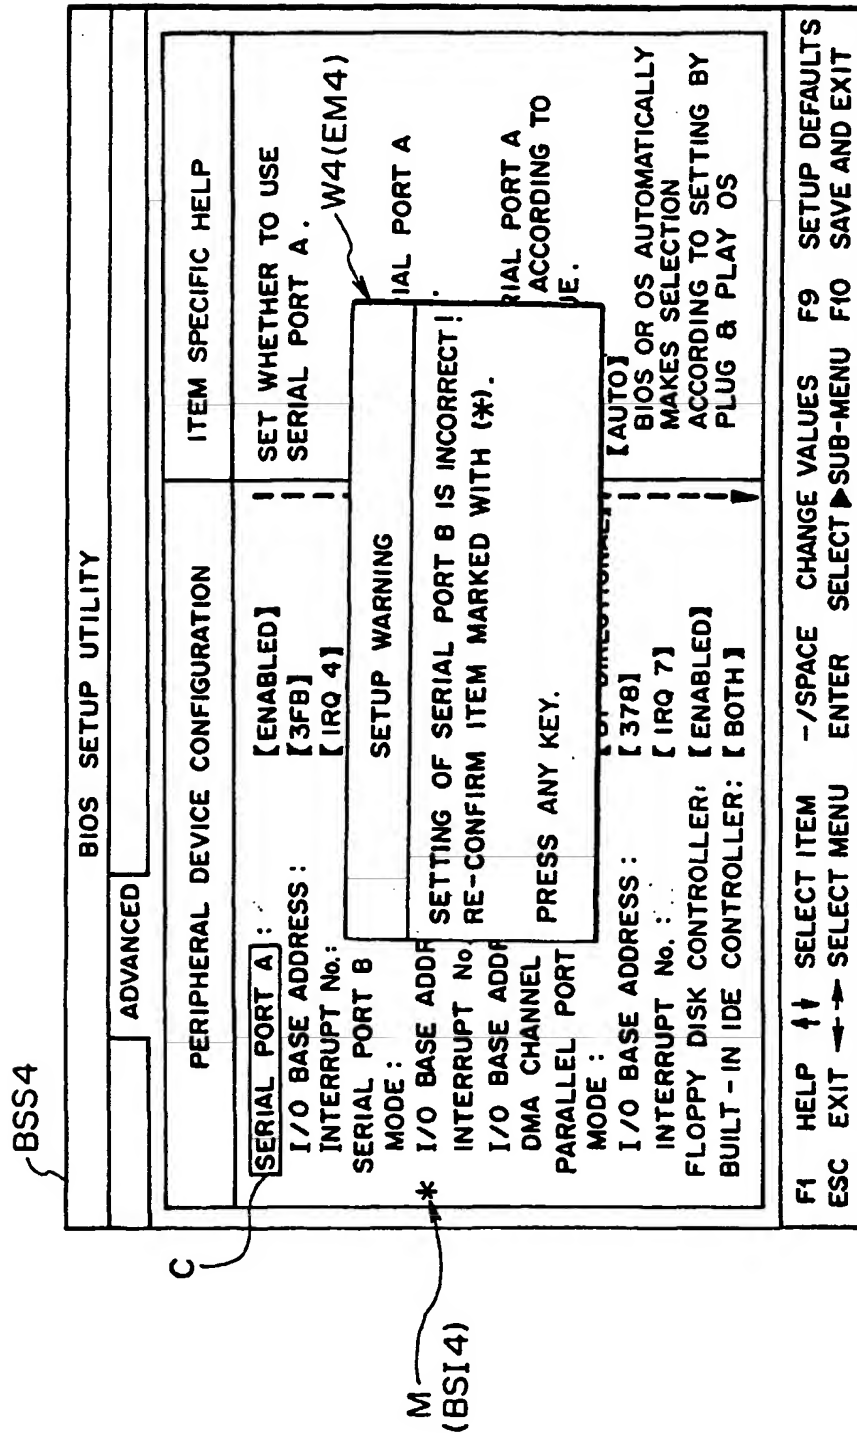 BSS4
BIOS SETUP UTILITY
ADVANCED
PERIPHERAL DEVICE CONFIGURATION
ITEM SPECIFIC HELP
C
SERIAL PORT A : [ENABLED]
I/O BASE ADDRESS : [3FB]
INTERRUPT No.: [IRQ 4]
SERIAL PORT B
MODE :
M
(BSI4)
* I/O BASE ADDR
INTERRUPT No
I/O BASE ADDR
DMA CHANNEL
PARALLEL PORT
MODE :
I/O BASE ADDRESS : [378]
INTERRUPT No. : [IRQ 7]
FLOPPY DISK CONTROLLER: [ENABLED]
BUILT-IN IDE CONTROLLER: [BOTH]
SETUP WARNING
SETTING OF SERIAL PORT B IS INCORRECT!
RE-CONFIRM ITEM MARKED WITH (*).
PRESS ANY KEY.
W4(EM4)
SET WHETHER TO USE
SERIAL PORT A.
IAL PORT A
.
RIAL PORT A
ACCORDING TO
UE.
[AUTO]
BIOS OR OS AUTOMATICALLY
MAKES SELECTION
ACCORDING TO SETTING BY
PLUG & PLAY OS
F1 HELP ↑↓ SELECT ITEM -/SPACE CHANGE VALUES F9 SETUP DEFAULTS
ESC EXIT ←→ SELECT MENU ENTER SELECT ▶SUB-MENU F10 SAVE AND EXIT